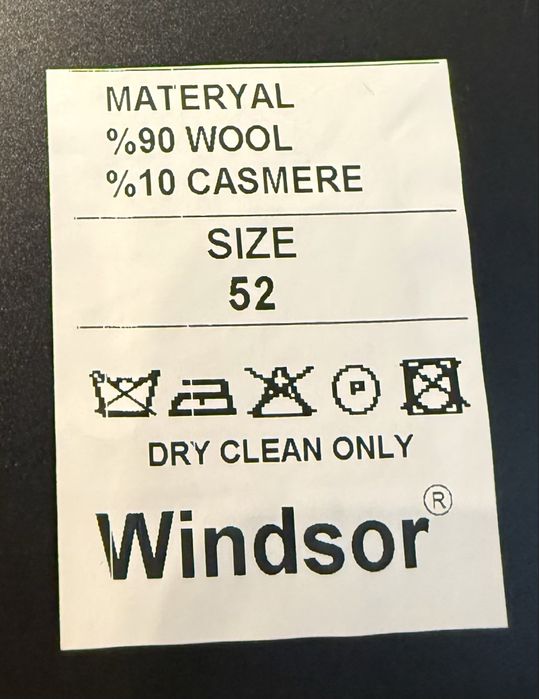 MATERYAL
%90 WOOL
%10 CASMERE
SIZE
52
P
DRY CLEAN ONLY
Windsor®